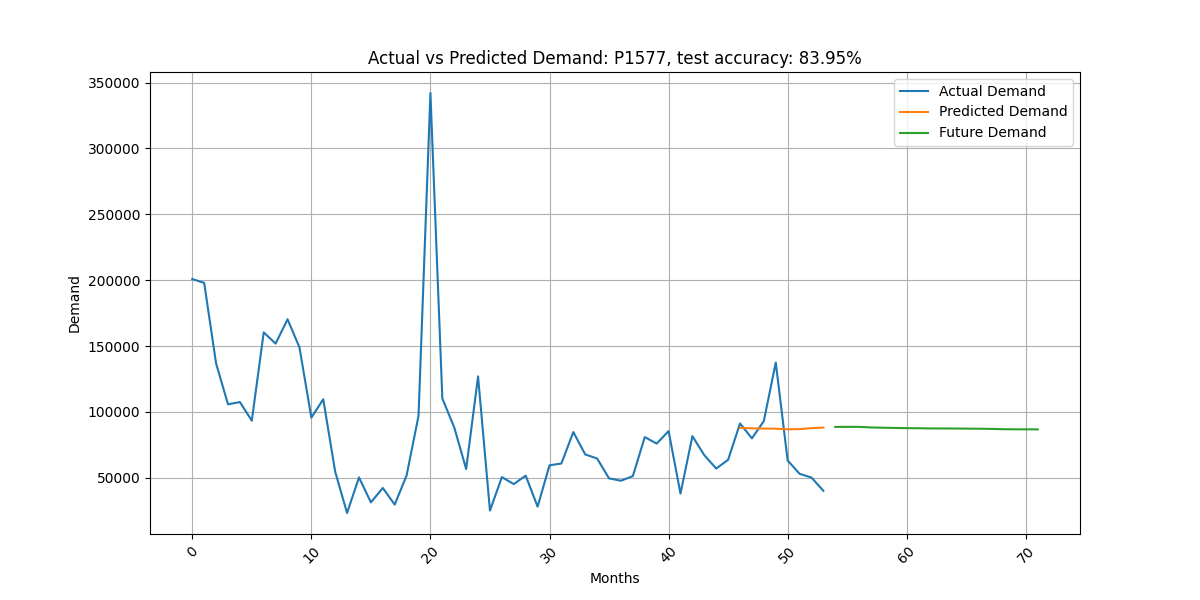 Actual vs Predicted Demand: P1577, test accuracy: 83.95%
350000
300000
250000
200000
150000
100000
50000
Demand
Actual Demand
Predicted Demand
Future Demand
0
10
20
30
40
50
60
70
Months